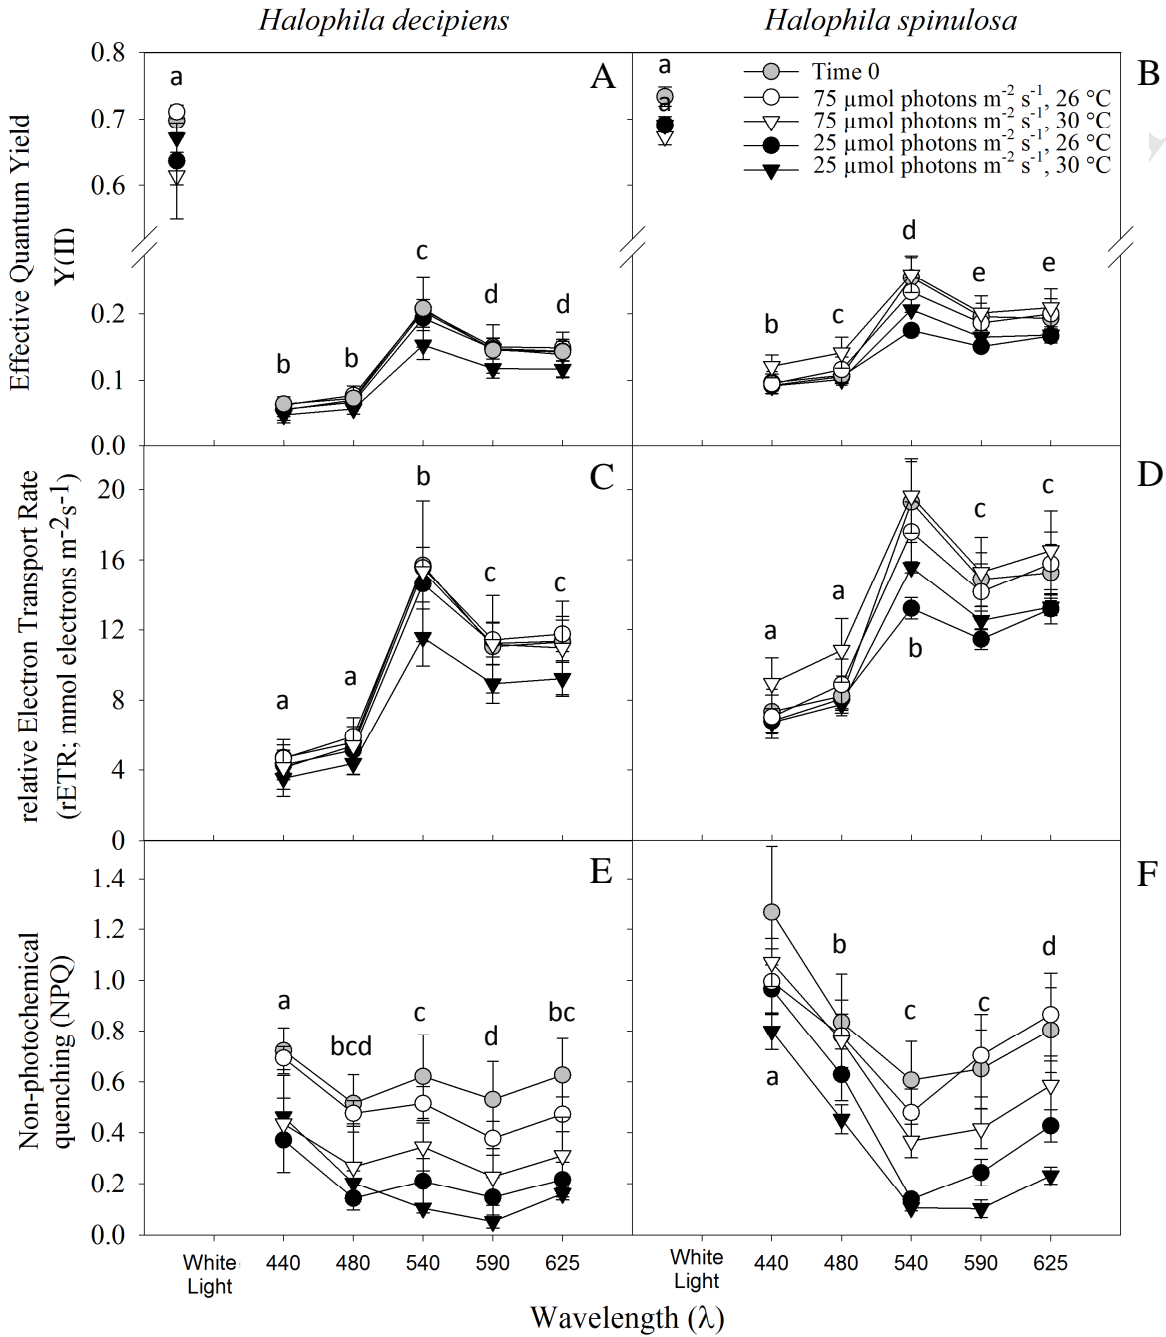 Halophila decipiens
Halophila spinulosa
Effective Quantum Yield
Y(II)
0.8
0.7
0.6
0.2
0.1
0.0
a
b
b
c
d
d
A
a
a
b
c
d
e
e
B
Time 0
75 µmol photons m-2 s-1, 26 °C
75 µmol photons m-2 s-1, 30 °C
25 µmol photons m-2 s-1, 26 °C
25 µmol photons m-2 s-1, 30 °C
relative Electron Transport Rate
(rETR; mmol electrons m-2s-1)
20
16
12
8
4
0
a
a
b
c
c
C
a
a
b
c
c
D
Non-photochemical
quenching (NPQ)
1.4
1.2
1.0
0.8
0.6
0.4
0.2
0.0
a
bcd
c
d
bc
E
a
b
c
c
d
F
White
Light
440
480
540
590
625
White
Light
440
480
540
590
625
Wavelength (λ)